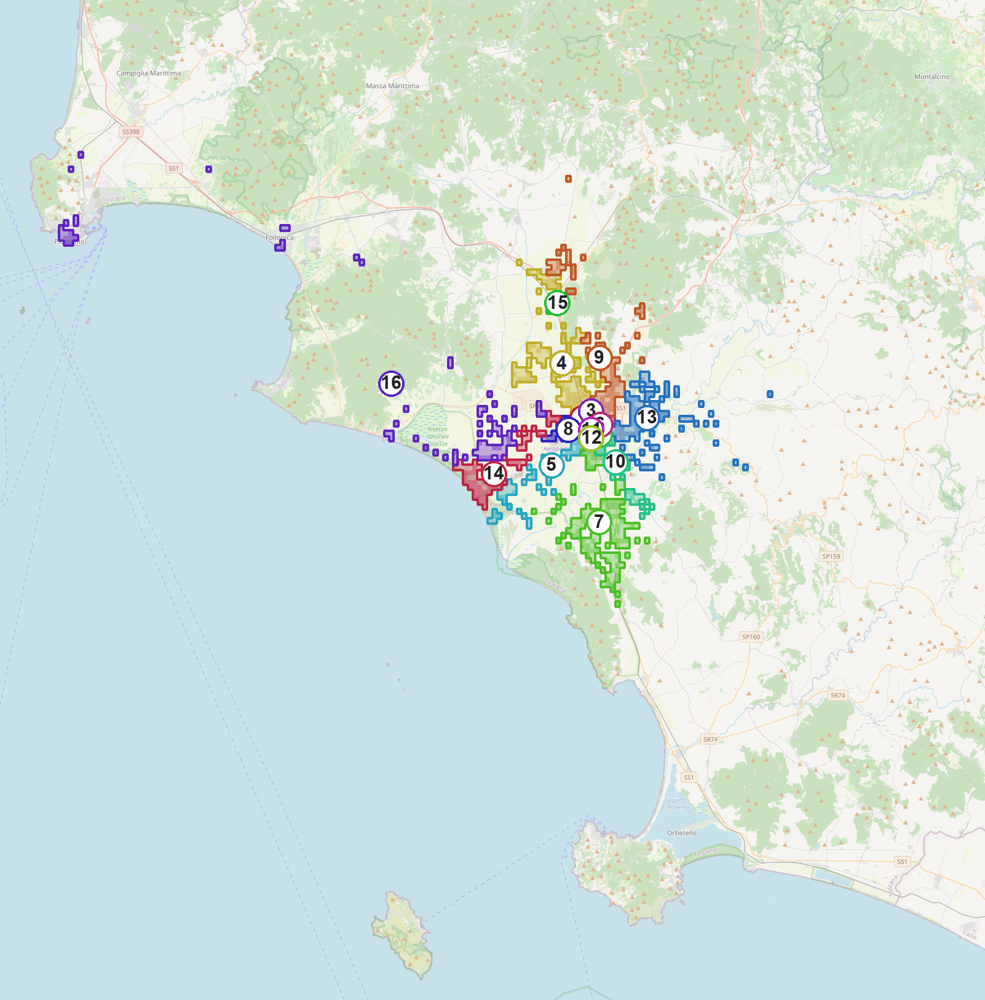 Campiglia Marittima
Massa Marittima
Montalcino
SS398
SS1
Toscana
Follonica
15
9
4
16
Toscana
3
SS1
13
8
11
12
Riserva
naturale
Diaccia
10
5
14
7
SP159
Toscana
SP160
SR74
SR74
SS1
Laguna
di Ponente
Orbetello
Toscana
SS1
Toscana
Lazio